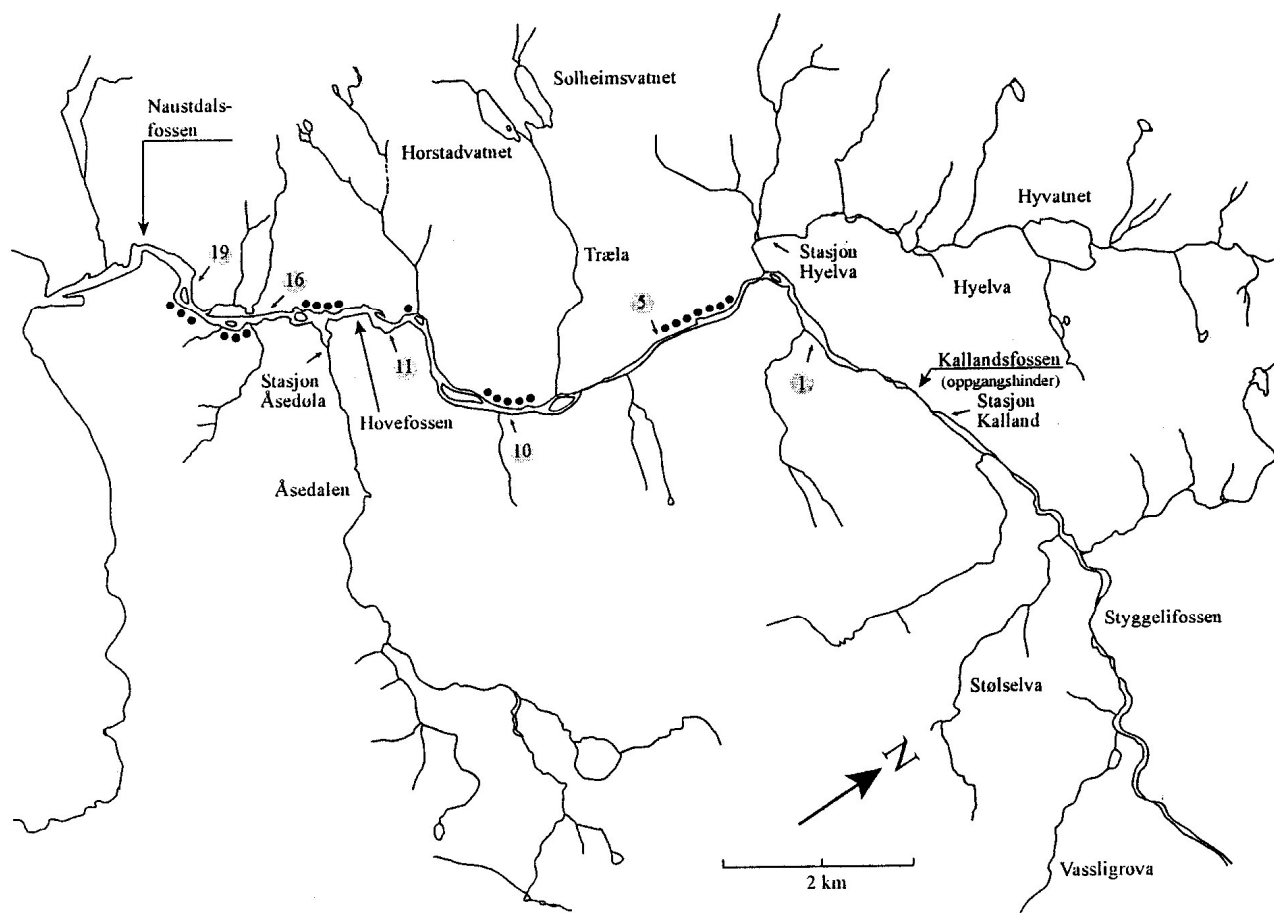 Solheimsvatnet
Naustdals-
fossen
Horstadvatnet
Hyvatnet
Stasjon
Hyelva
Træla
19
16
5
Hyelva
11
Stasjon
Åsedøla
1.
Kallandsfossen
(oppgangshinder)
Stasjon
Kalland
Hovefossen
10
Åsedalen
Styggelifossen
Stølselva
N
2 km
Vassligrova